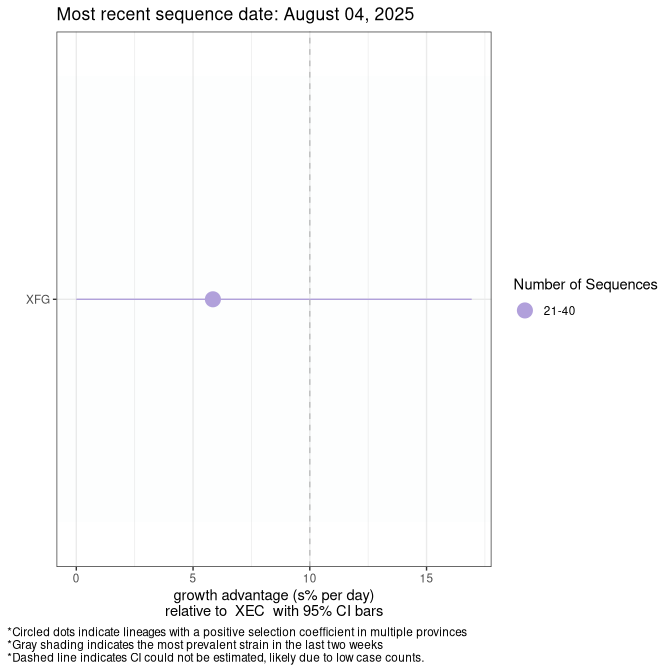 Most recent sequence date: August 04, 2025
XFG
Number of Sequences
21-40
0 5 10 15
growth advantage (s% per day)
relative to XEC with 95% CI bars
*Circled dots indicate lineages with a positive selection coefficient in multiple provinces
*Gray shading indicates the most prevalent strain in the last two weeks
*Dashed line indicates CI could not be estimated, likely due to low case counts.